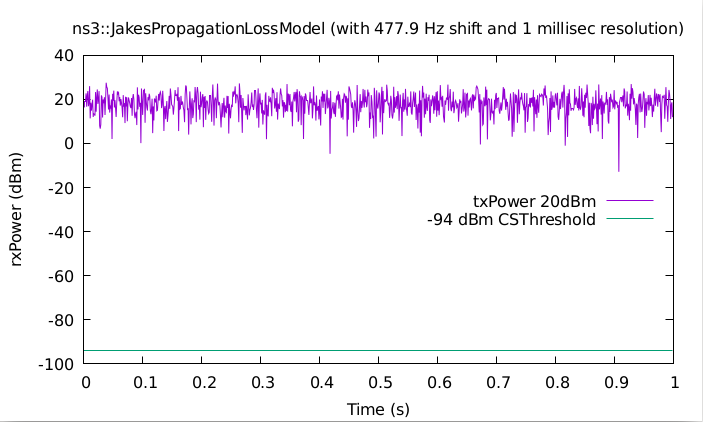 ns3::JakesPropagationLossModel (with 477.9 Hz shift and 1 millisec resolution)
40
20
0
-20
-40
-60
-80
-100
rxPower (dBm)
txPower 20dBm
-94 dBm CSThreshold
0 0.1 0.2 0.3 0.4 0.5 0.6 0.7 0.8 0.9 1
Time (s)